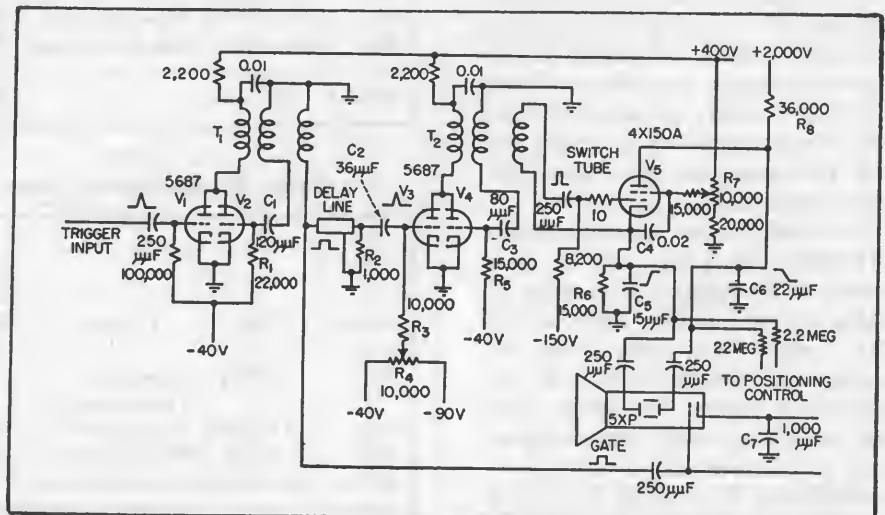 +400V
+2,000V
2,200
0.01
2,200
0.01
36,000
R8
T1
T2
4X150A
C2
36μμF
SWITCH
TUBE
V5
5687
5687
R7
10,000
V1
V2
C1
DELAY
LINE
V3
V4
80
μμF
250
μμF
10
15,000
20,000
TRIGGER
INPUT
120μμF
C3
C4
0.02
250
μμF
R1
R2
1,000
15,000
R5
8,200
100,000
22,000
R6
15,000
C5
15μμF
C6
22μμF
10,000
R3
-40V
-40V
-150V
2.2 MEG
2.2 MEG
R4
10,000
250
μμF
250
μμF
TO POSITIONING
CONTROL
-40V
-90V
5XP
1,000
μμF
C7
GATE
250μμF